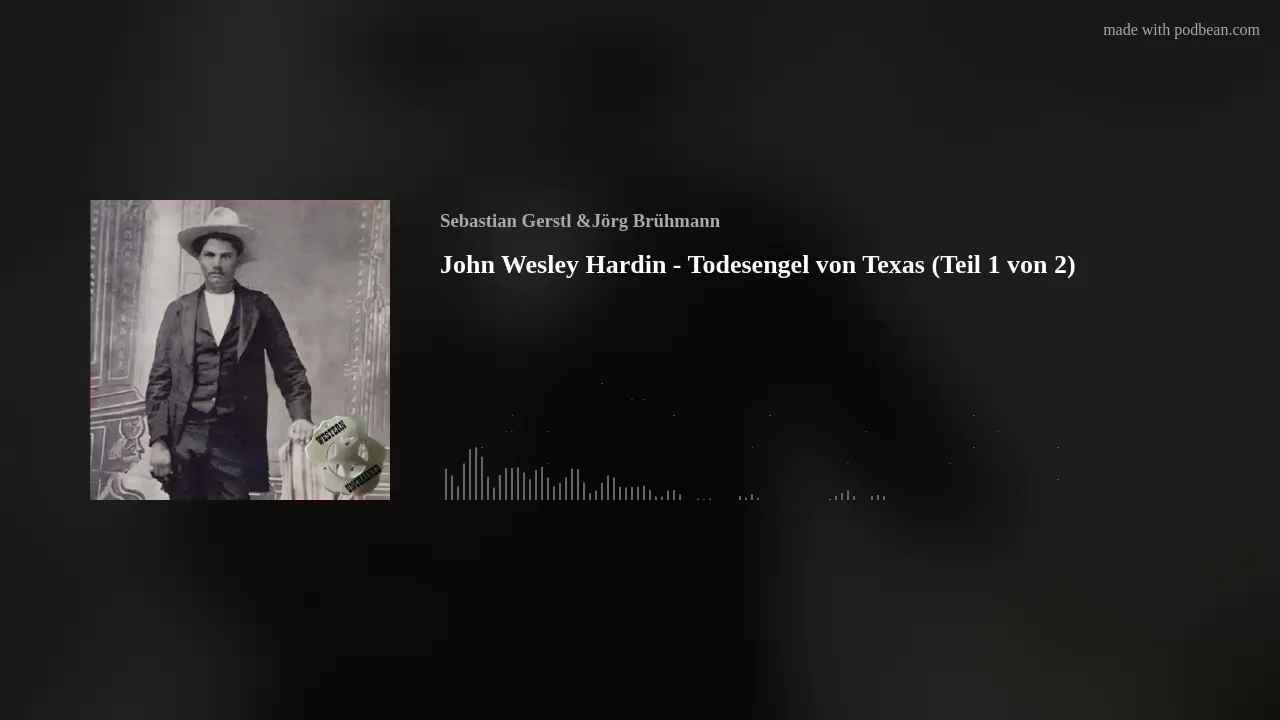 made with podbean.com
Sebastian Gerstl &Jörg Brühmann
John Wesley Hardin - Todesengel von Texas (Teil 1 von 2)
WESTERN
UNCHAINED